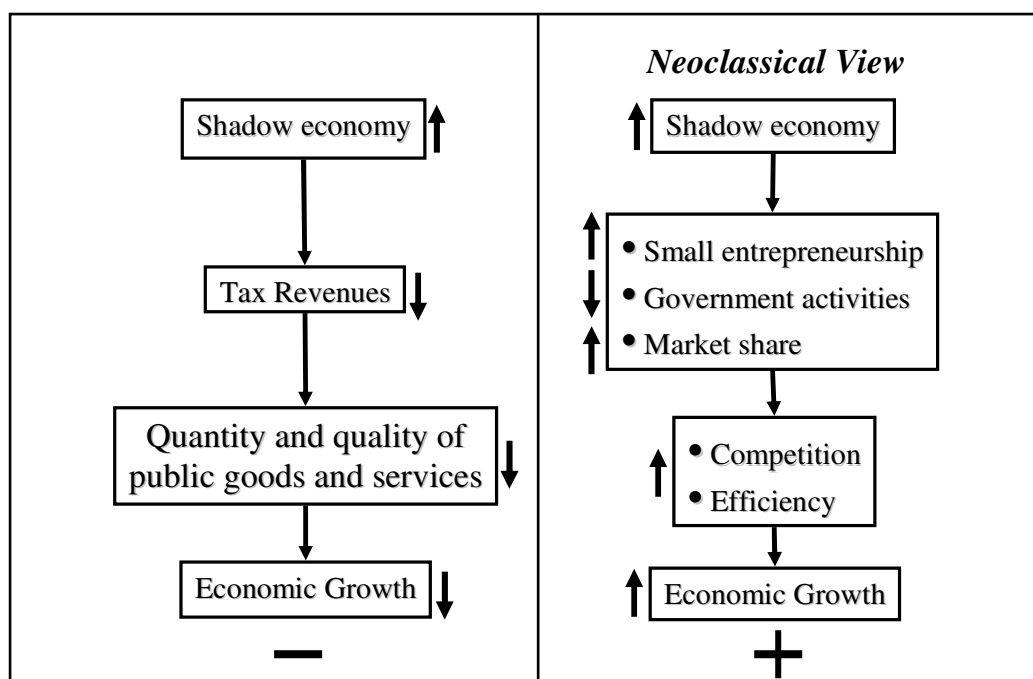 Shadow economy
Tax Revenues
Quantity and quality of
public goods and services
Economic Growth
Neoclassical View
Shadow economy
• Small entrepreneurship
• Government activities
• Market share
• Competition
• Efficiency
Economic Growth